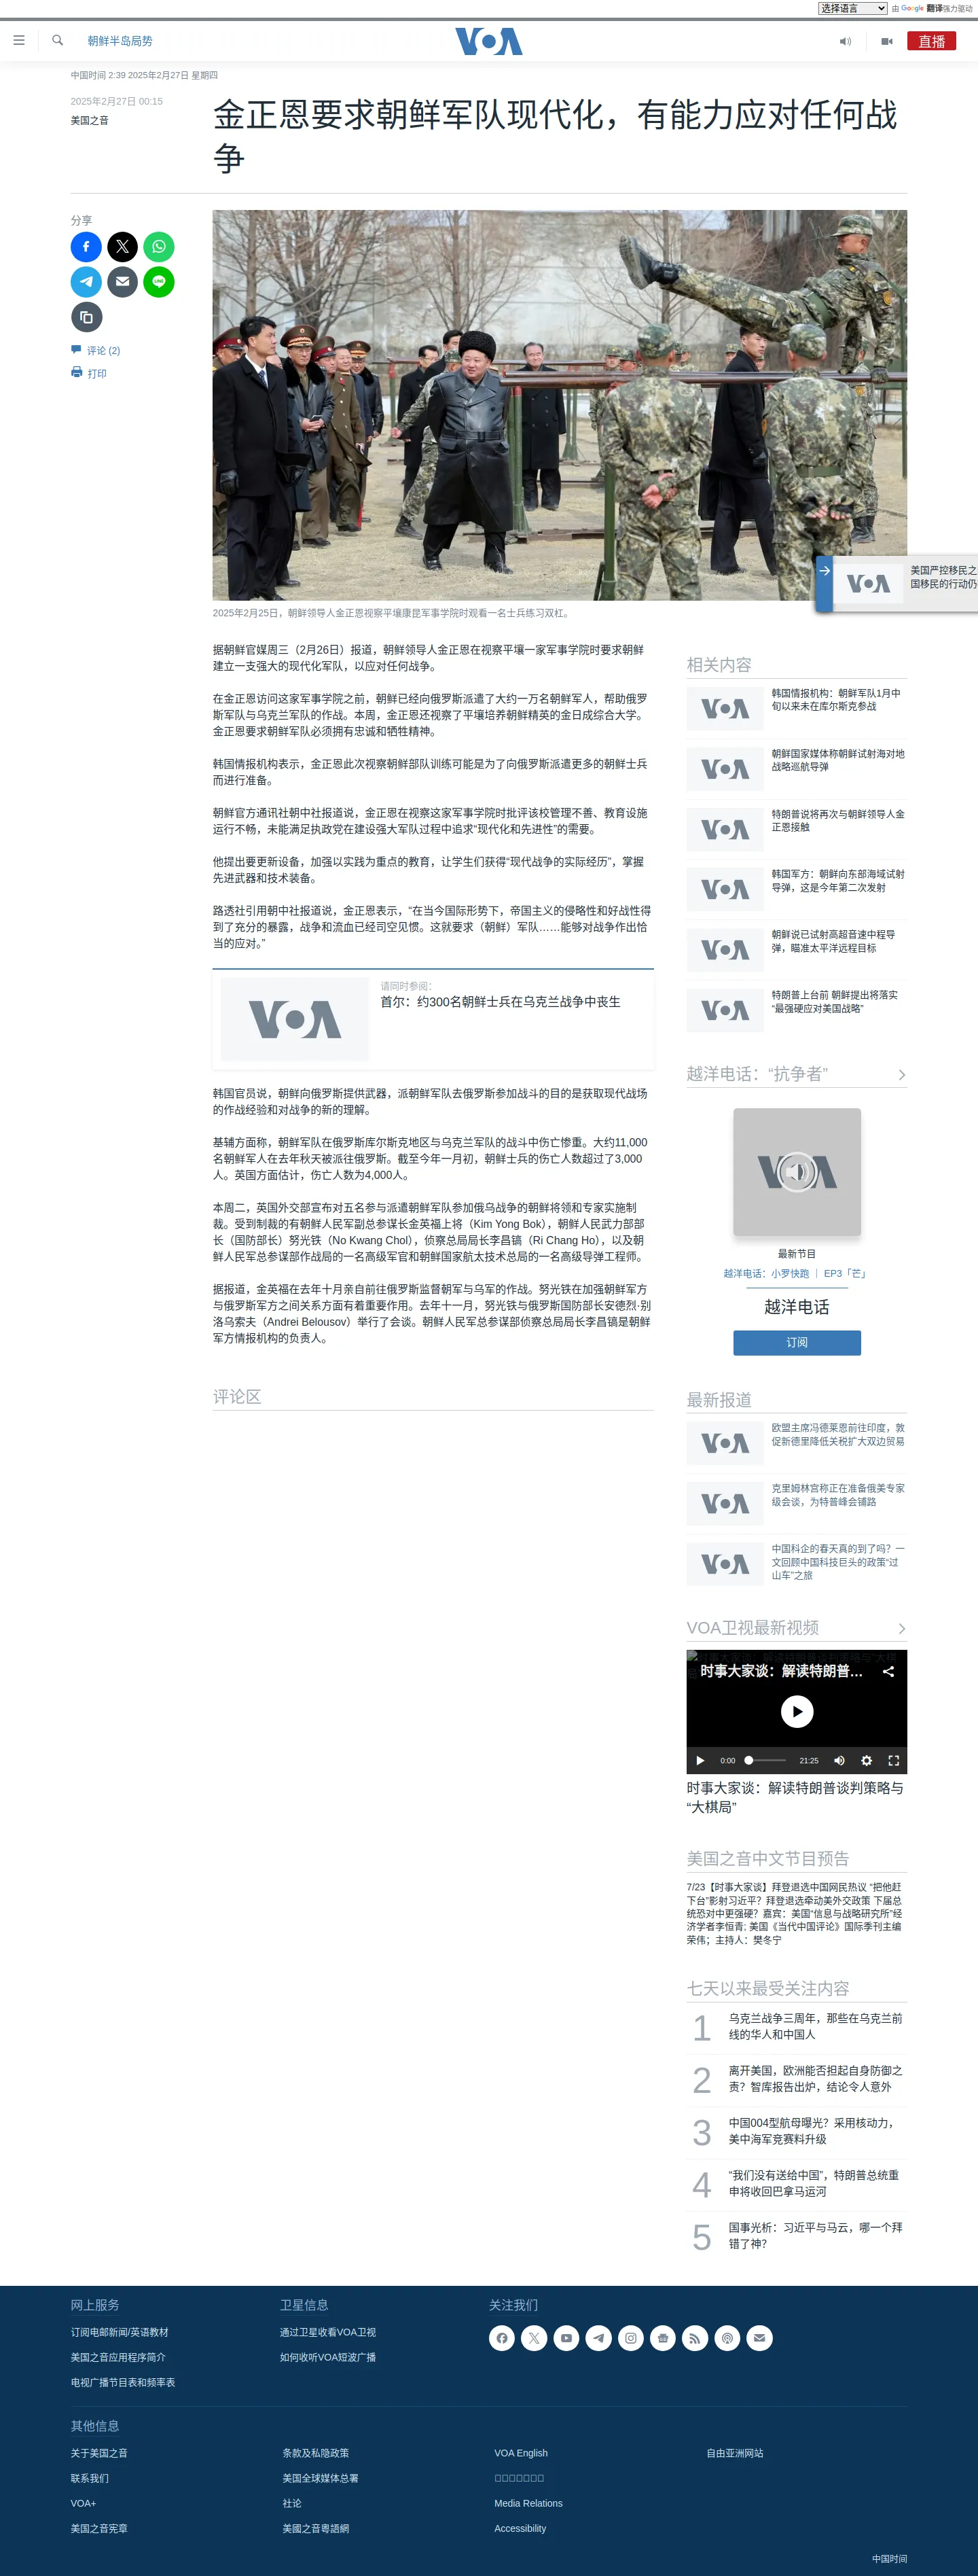 选择语言 由 Google 翻译强力驱动
朝鲜半岛局势
VOA
直播
中国时间 2:39 2025年2月27日 星期四
2025年2月27日 00:15
美国之音
金正恩要求朝鲜军队现代化，有能力应对任何战
争
分享
评论 (2)
打印
美国严控移民之
国移民的行动仍
2025年2月25日，朝鲜领导人金正恩视察平壤康昆军事学院时观看一名士兵练习双杠。
据朝鲜官媒周三（2月26日）报道，朝鲜领导人金正恩在视察平壤一家军事学院时要求朝鲜
建立一支强大的现代化军队，以应对任何战争。
在金正恩访问这家军事学院之前，朝鲜已经向俄罗斯派遣了大约一万名朝鲜军人，帮助俄罗
斯军队与乌克兰军队的作战。本周，金正恩还视察了平壤培养朝鲜精英的金日成综合大学。
金正恩要求朝鲜军队必须拥有忠诚和牺牲精神。
韩国情报机构表示，金正恩此次视察朝鲜部队训练可能是为了向俄罗斯派遣更多的朝鲜士兵
而进行准备。
朝鲜官方通讯社朝中社报道说，金正恩在视察这家军事学院时批评该校管理不善、教育设施
运行不畅，未能满足执政党在建设强大军队过程中追求“现代化和先进性”的需要。
他提出要更新设备，加强以实践为重点的教育，让学生们获得“现代战争的实际经历”，掌握
先进武器和技术装备。
路透社引用朝中社报道说，金正恩表示，“在当今国际形势下，帝国主义的侵略性和好战性得
到了充分的暴露，战争和流血已经司空见惯。这就要求（朝鲜）军队……能够对战争作出恰
当的应对。”
请同时参阅：
首尔：约300名朝鲜士兵在乌克兰战争中丧生
VOA
韩国官员说，朝鲜向俄罗斯提供武器，派朝鲜军队去俄罗斯参加战斗的目的是获取现代战场
的作战经验和对战争的新的理解。
基辅方面称，朝鲜军队在俄罗斯库尔斯克地区与乌克兰军队的战斗中伤亡惨重。大约11,000
名朝鲜军人在去年秋天被派往俄罗斯。截至今年一月初，朝鲜士兵的伤亡人数超过了3,000
人。英国方面估计，伤亡人数为4,000人。
本周二，英国外交部宣布对五名参与派遣朝鲜军队参加俄乌战争的朝鲜将领和专家实施制
裁。受到制裁的有朝鲜人民军副总参谋长金英福上将（Kim Yong Bok），朝鲜人民武力部部
长（国防部长）努光铁（No Kwang Chol），侦察总局局长李昌镐（Ri Chang Ho），以及朝
鲜人民军总参谋部作战局的一名高级军官和朝鲜国家航太技术总局的一名高级导弹工程师。
据报道，金英福在去年十月亲自前往俄罗斯监督朝军与乌军的作战。努光铁在加强朝鲜军方
与俄罗斯军方之间关系方面有着重要作用。去年十一月，努光铁与俄罗斯国防部长安德烈·别
洛乌索夫（Andrei Belousov）举行了会谈。朝鲜人民军总参谋部侦察总局局长李昌镐是朝鲜
军方情报机构的负责人。
评论区
相关内容
韩国情报机构：朝鲜军队1月中
旬以来未在库尔斯克参战
朝鲜国家媒体称朝鲜试射海对地
战略巡航导弹
特朗普说将再次与朝鲜领导人金
正恩接触
韩国军方：朝鲜向东部海域试射
导弹，这是今年第二次发射
朝鲜说已试射高超音速中程导
弹，瞄准太平洋远程目标
特朗普上台前 朝鲜提出将落实
“最强硬应对美国战略”
越洋电话：“抗争者”
最新节目
越洋电话：小罗快跑 ｜ EP3「芒」
越洋电话
订阅
最新报道
欧盟主席冯德莱恩前往印度，敦
促新德里降低关税扩大双边贸易
克里姆林宫称正在准备俄美专家
级会谈，为特普峰会铺路
中国科企的春天真的到了吗？一
文回顾中国科技巨头的政策“过
山车”之旅
VOA卫视最新视频
时事大家谈：解读特朗普…
0:00 21:25
时事大家谈：解读特朗普谈判策略与
“大棋局”
美国之音中文节目预告
7/23【时事大家谈】拜登退选中国网民热议 “把他赶
下台”影射习近平？拜登退选牵动美外交政策 下届总
统恐对中更强硬？嘉宾：美国“信息与战略研究所”经
济学者李恒青; 美国《当代中国评论》国际季刊主编
荣伟；主持人：樊冬宁
七天以来最受关注内容
1 乌克兰战争三周年，那些在乌克兰前
线的华人和中国人
2 离开美国，欧洲能否担起自身防御之
责？智库报告出炉，结论令人意外
3 中国004型航母曝光？采用核动力，
美中海军竞赛料升级
4 “我们没有送给中国”，特朗普总统重
申将收回巴拿马运河
5 国事光析：习近平与马云，哪一个拜
错了神？
网上服务 卫星信息 关注我们
订阅电邮新闻/英语教材 通过卫星收看VOA卫视
美国之音应用程序简介 如何收听VOA短波广播
电视广播节目表和频率表
其他信息
关于美国之音 条款及私隐政策 VOA English 自由亚洲网站
联系我们 美国全球媒体总署
VOA+ 社论 Media Relations
美国之音宪章 美國之音粵語網 Accessibility
中国时间